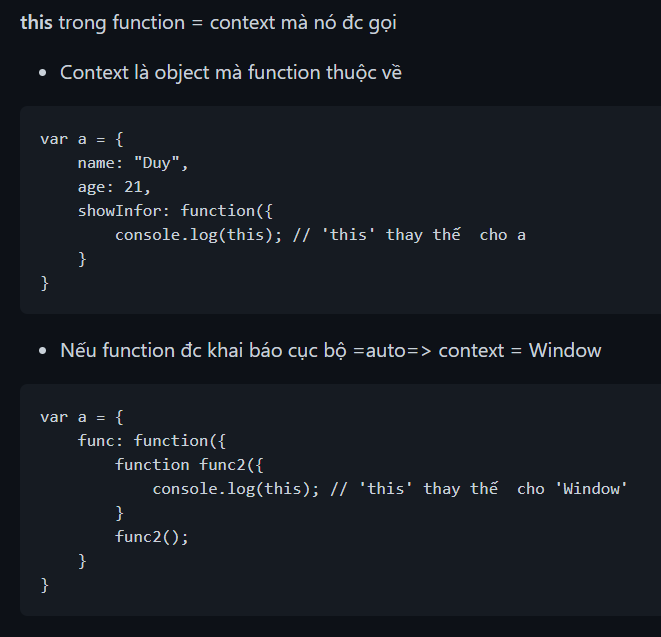 this trong function = context mà nó đc gọi
• Context là object mà function thuộc về
var a = {
    name: "Duy",
    age: 21,
    showInfor: function({
        console.log(this); // 'this' thay thế  cho a
    }
}
• Nếu function đc khai báo cục bộ =auto=> context = Window
var a = {
    func: function({
        function func2({
            console.log(this); // 'this' thay thế  cho 'Window'
        }
        func2();
    }
}